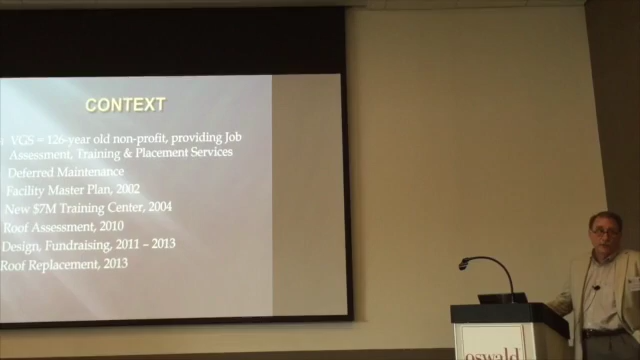 CONTEXT
VGS = 126-year old non-profit, providing Job
Assessment, Training & Placement Services
Deferred Maintenance
Facility Master Plan, 2002
New $7M Training Center, 2004
Roof Assessment, 2010
Design, Fundraising, 2011 – 2013
Roof Replacement, 2013
oswald